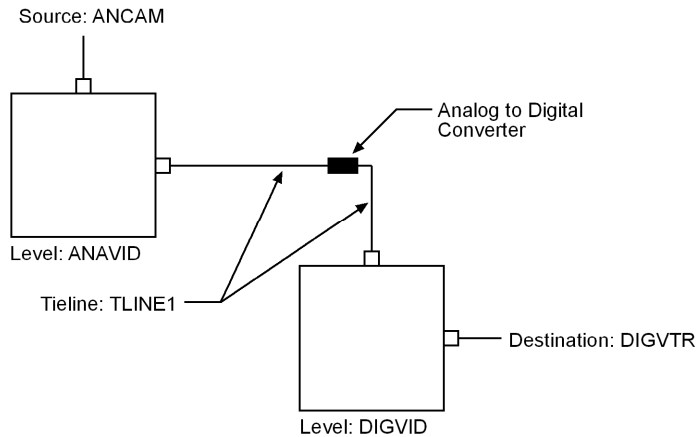 Source: ANCAM
Analog to Digital
Converter
Level: ANAVID
Tieline: TLINE1
Destination: DIGVTR
Level: DIGVID